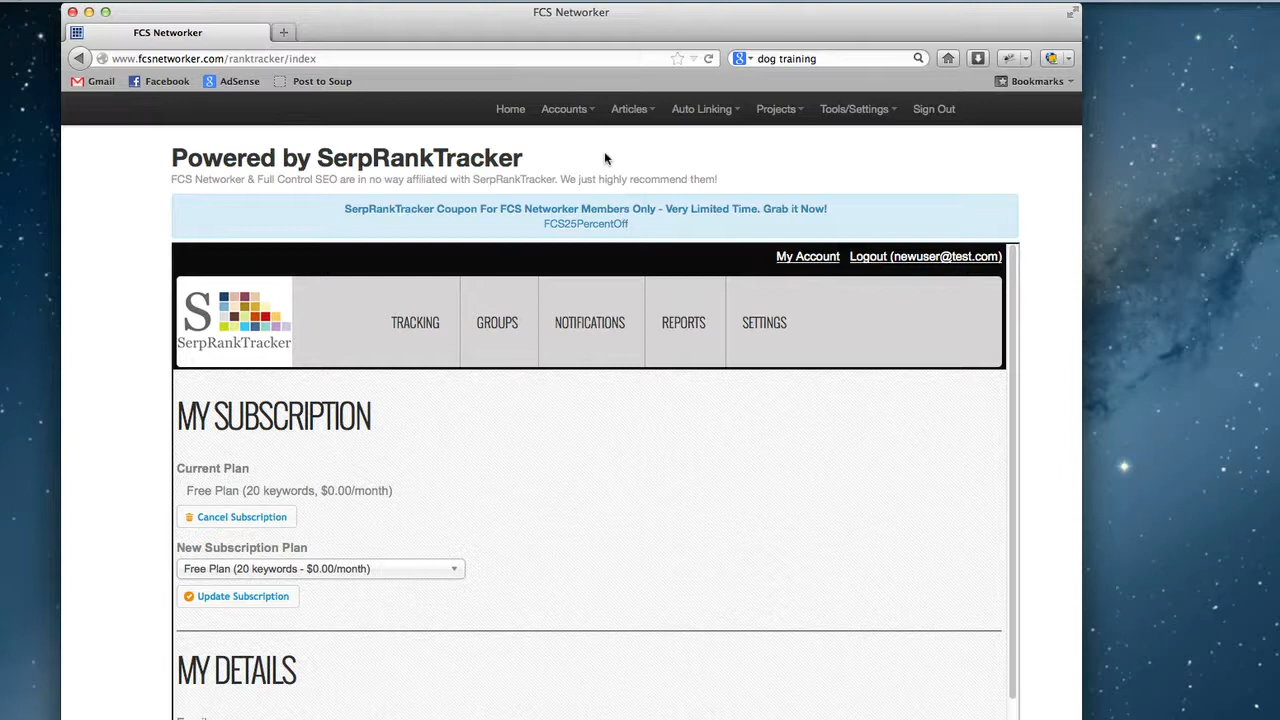 FCS Networker
FCS Networker
www.fcsnetworker.com/ranktracker/index
dog training
Gmail Facebook AdSense Post to Soup Bookmarks
Home Accounts Articles Auto Linking Projects Tools/Settings Sign Out
Powered by SerpRankTracker
FCS Networker & Full Control SEO are in no way affiliated with SerpRankTracker. We just highly recommend them!
SerpRankTracker Coupon For FCS Networker Members Only - Very Limited Time. Grab it Now!
FCS25PercentOff
My Account Logout (newuser@test.com)
S
SerpRankTracker
TRACKING GROUPS NOTIFICATIONS REPORTS SETTINGS
MY SUBSCRIPTION
Current Plan
Free Plan (20 keywords, $0.00/month)
Cancel Subscription
New Subscription Plan
Free Plan (20 keywords - $0.00/month)
Update Subscription
MY DETAILS